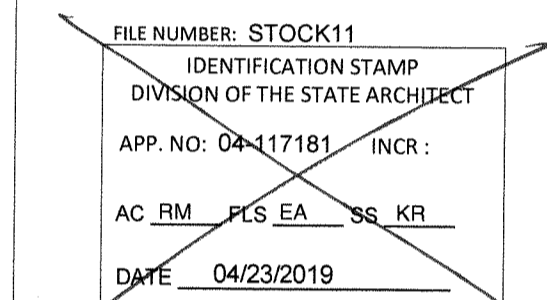 FILE NUMBER: STOCK11
IDENTIFICATION STAMP
DIVISION OF THE STATE ARCHITECT
APP. NO: 04-117181 INCR :
AC RM FLS EA SS KR
DATE 04/23/2019